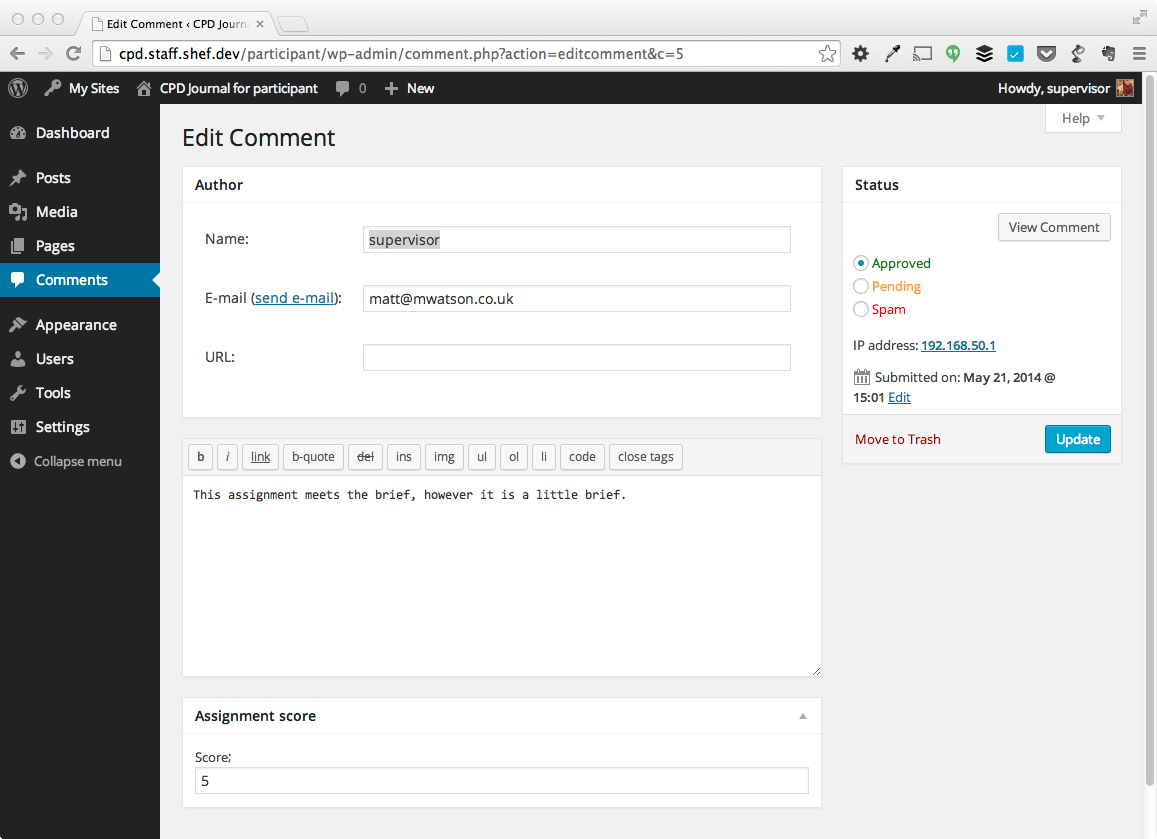 Edit Comment ‹ CPD Journ
cpd.staff.shef.dev/participant/wp-admin/comment.php?action=editcomment&c=5
My Sites CPD Journal for participant 0 New Howdy, supervisor
Help
Dashboard
Posts
Media
Pages
Comments
Appearance
Users
Tools
Settings
Collapse menu
Edit Comment
Author
Name: supervisor
E-mail (send e-mail): matt@mwatson.co.uk
URL:
b i link b-quote del ins img ul ol li code close tags
This assignment meets the brief, however it is a little brief.
Assignment score
Score;
5
Status
View Comment
Approved
Pending
Spam
IP address: 192.168.50.1
Submitted on: May 21, 2014 @
15:01 Edit
Move to Trash Update